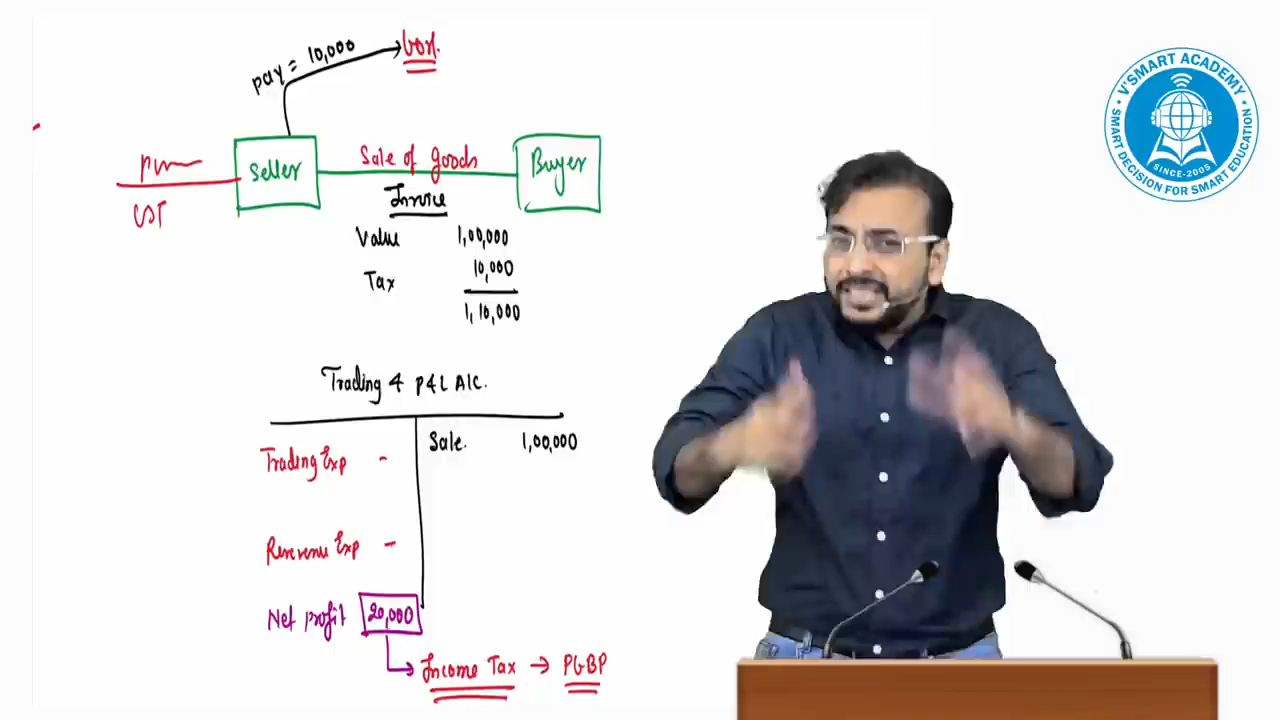 pay = 10,000
Govt.
Seller
Sale of goods
Buyer
GST
Invoice
Value 1,00,000
Tax 10,000
1,10,000
Trading & P&L A/C.
Sale. 1,00,000
Trading Exp -
Revenue Exp -
Net profit 20,000
Income Tax → PGBP
V'SMART ACADEMY
SINCE-2005
SMART DECISION FOR SMART EDUCATION